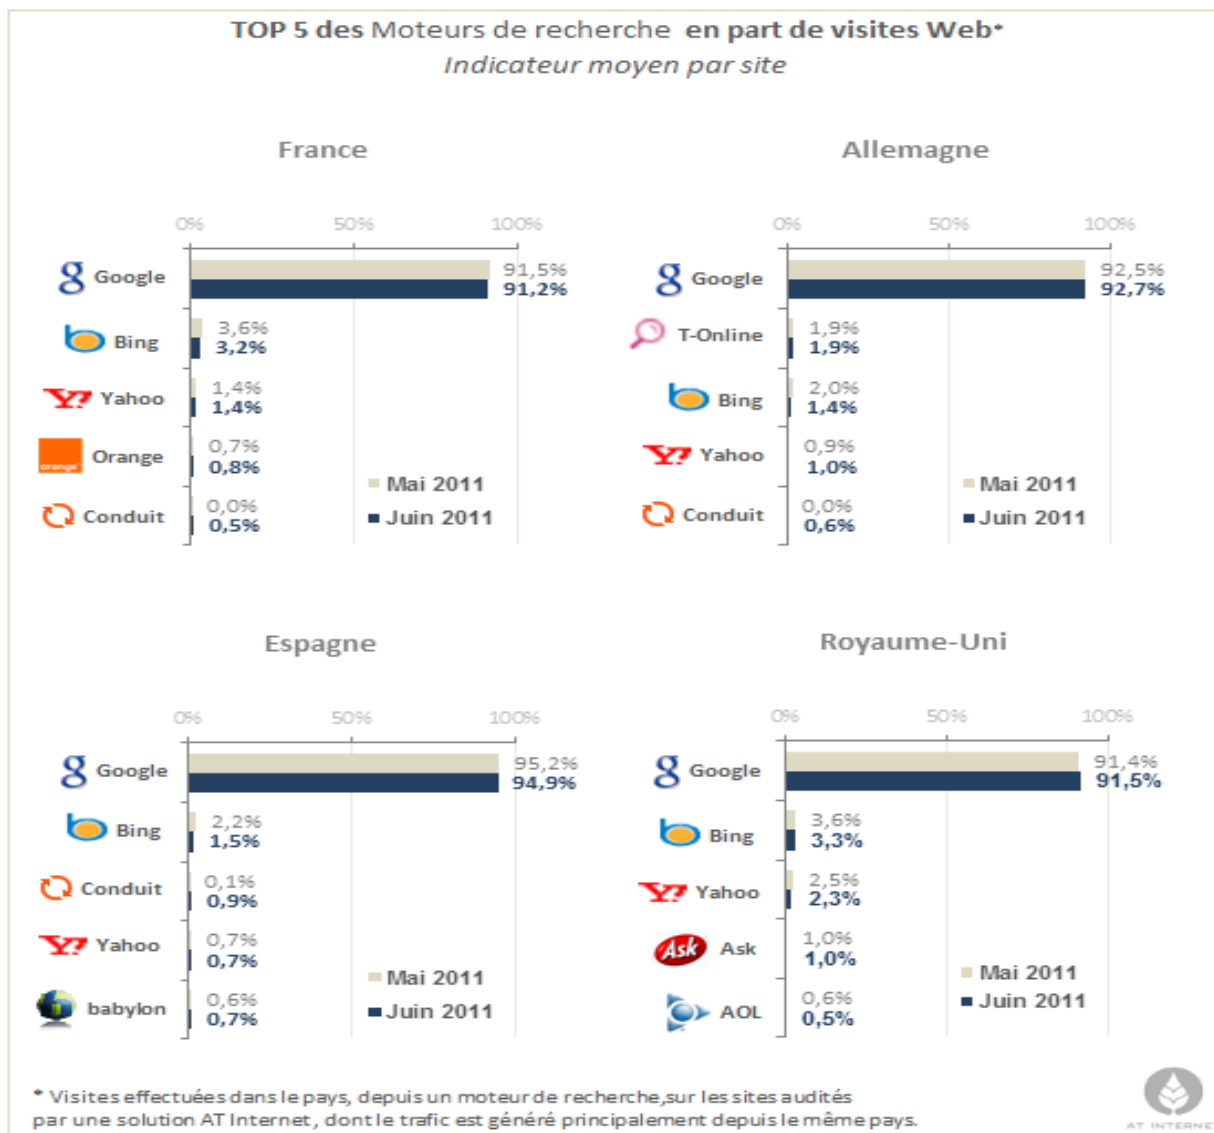 TOP 5 des Moteurs de recherche en part de visites Web*
Indicateur moyen par site
France
0% 50% 100%
Google 91,5% 91,2%
Bing 3,6% 3,2%
Yahoo 1,4% 1,4%
orange Orange 0,7% 0,8%
Conduit 0,0% 0,5%
Mai 2011
Juin 2011
Allemagne
0% 50% 100%
Google 92,5% 92,7%
T-Online 1,9% 1,9%
Bing 2,0% 1,4%
Yahoo 0,9% 1,0%
Conduit 0,0% 0,6%
Mai 2011
Juin 2011
Espagne
0% 50% 100%
Google 95,2% 94,9%
Bing 2,2% 1,5%
Conduit 0,1% 0,9%
Yahoo 0,7% 0,7%
babylon 0,6% 0,7%
Mai 2011
Juin 2011
Royaume-Uni
0% 50% 100%
Google 91,4% 91,5%
Bing 3,6% 3,3%
Yahoo 2,5% 2,3%
Ask Ask 1,0% 1,0%
AOL 0,6% 0,5%
Mai 2011
Juin 2011
* Visites effectuées dans le pays, depuis un moteur de recherche,sur les sites audités
par une solution AT Internet, dont le trafic est généré principalement depuis le même pays.
AT INTERNE